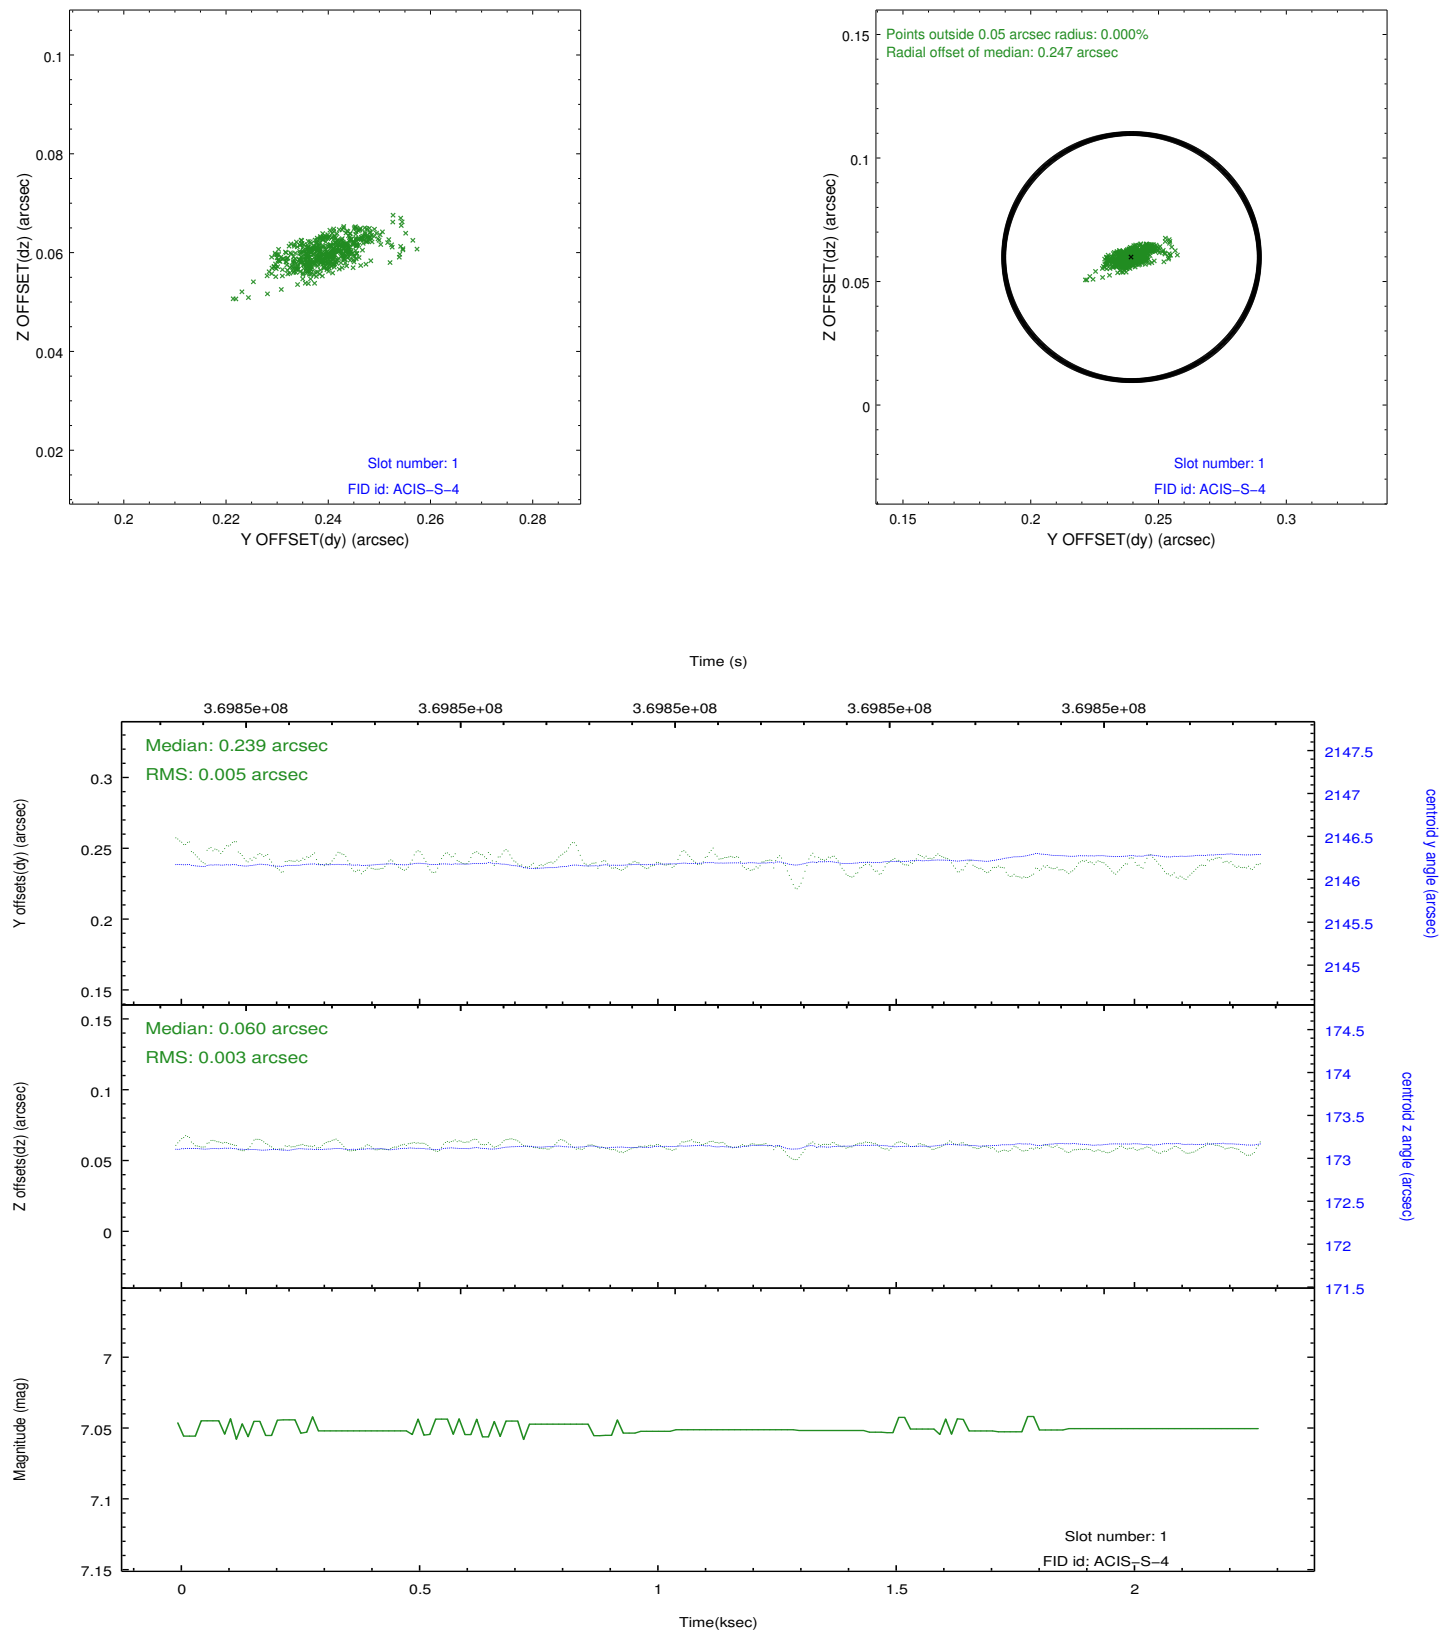 0.1
0.08
0.06
0.04
0.02
Z OFFSET(dz) (arcsec)
Slot number: 1
FID id: ACIS−S−4
0.2
0.22
0.24
0.26
0.28
Y OFFSET(dy) (arcsec)
Points outside 0.05 arcsec radius: 0.000%
Radial offset of median: 0.247 arcsec
0.15
0.1
0.05
0
Z OFFSET(dz) (arcsec)
Slot number: 1
FID id: ACIS−S−4
0.15
0.2
0.25
0.3
Y OFFSET(dy) (arcsec)
Time (s)
3.6985e+08
3.6985e+08
3.6985e+08
3.6985e+08
3.6985e+08
Median: 0.239 arcsec
RMS: 0.005 arcsec
0.3
0.25
0.2
0.15
Y offsets(dy) (arcsec)
2147.5
2147
2146.5
2146
2145.5
2145
centroid y angle (arcsec)
Median: 0.060 arcsec
RMS: 0.003 arcsec
0.15
0.1
0.05
0
Z offsets(dz) (arcsec)
174.5
174
173.5
173
172.5
172
171.5
centroid z angle (arcsec)
7
7.05
7.1
7.15
Magnitude (mag)
Slot number: 1
FID id: ACIS−S−4
0
0.5
1
1.5
2
Time(ksec)